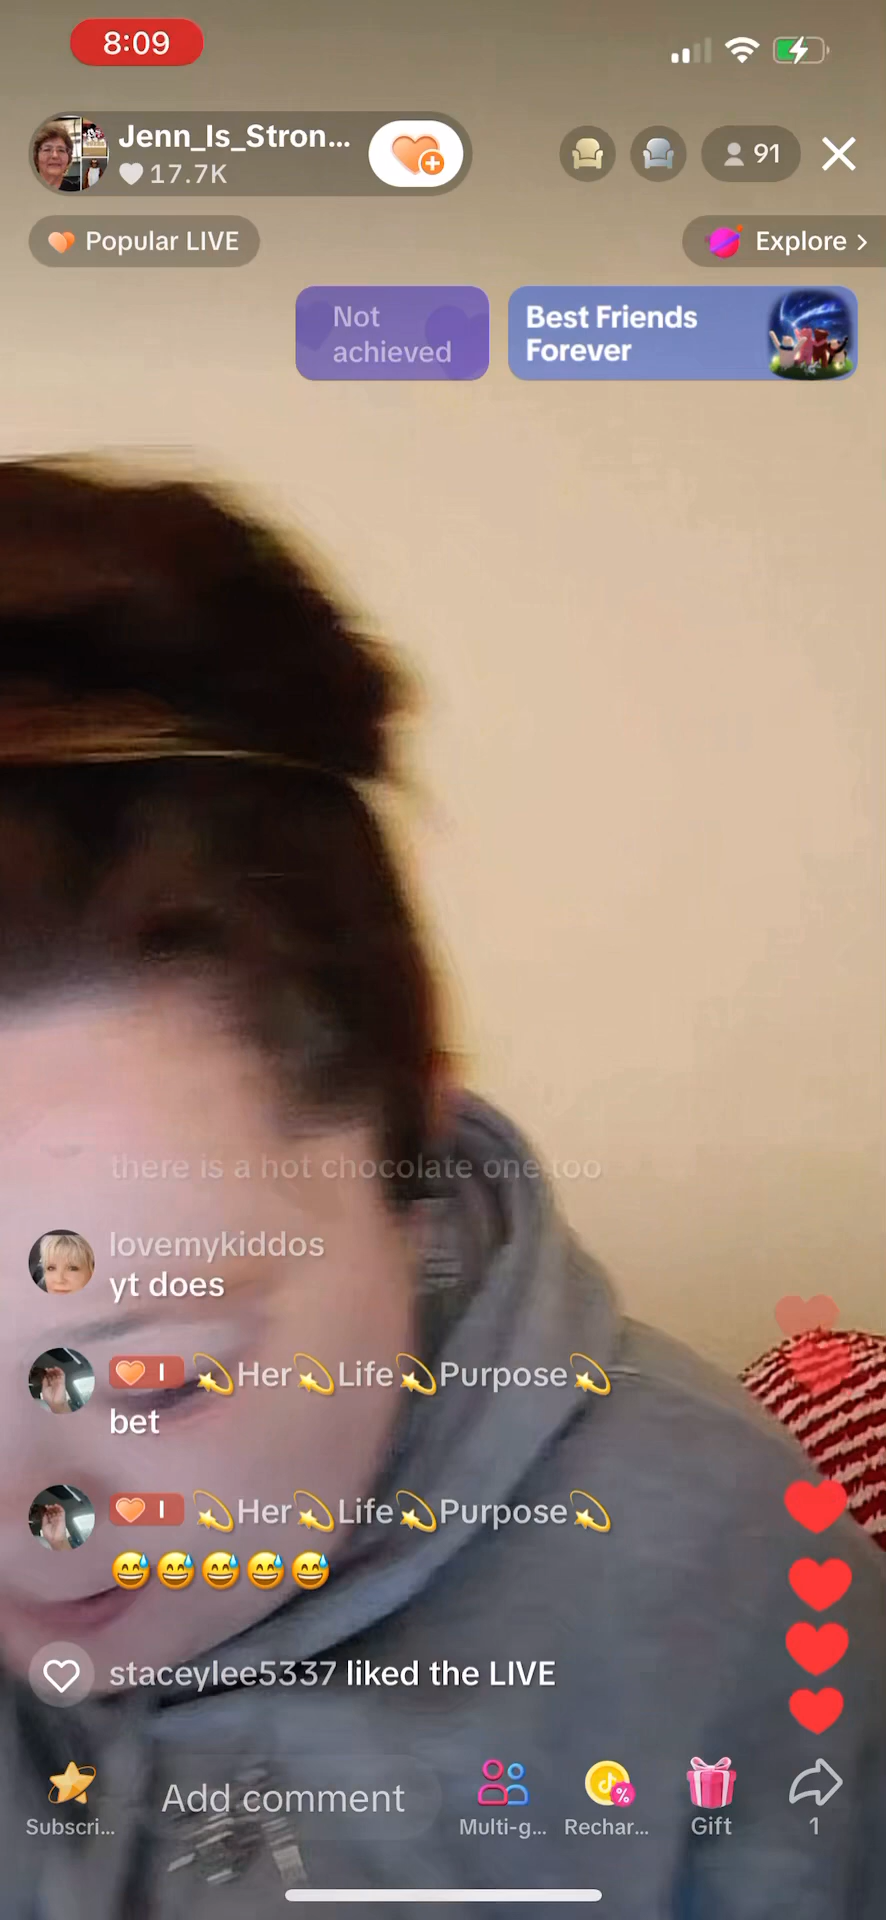 8:09
Jenn_Is_Stron...
17.7K
91
Popular LIVE
Explore >
Not
achieved
Best Friends
Forever
there is a hot chocolate one too
lovemykiddos
yt does
I 💫Her💫Life💫Purpose💫
bet
I 💫Her💫Life💫Purpose💫
😅😅😅😅😅
staceylee5337 liked the LIVE
Add comment
Subscri...
Multi-g...
Rechar...
Gift
1